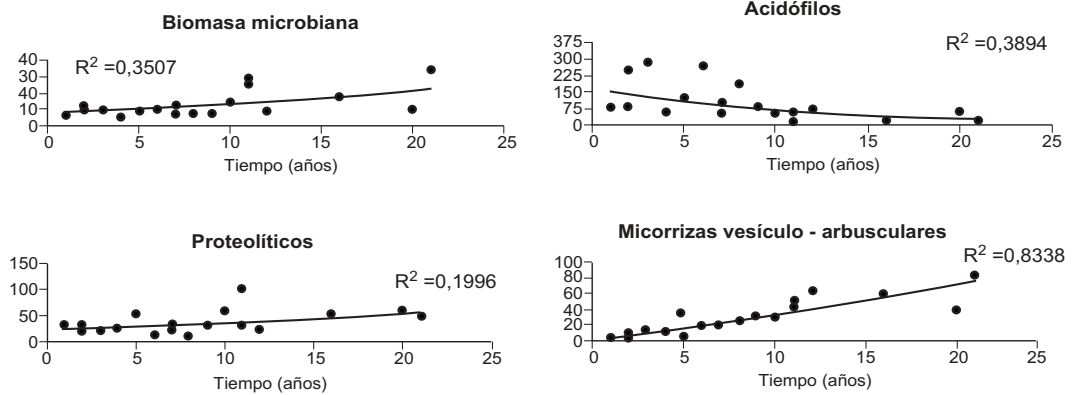 Biomasa microbiana
R2 =0,3507
40
30
20
10
0
0 5 10 15 20 25
Tiempo (años)
Acidófilos
R2 =0,3894
375
300
225
150
75
0
0 5 10 15 20 25
Tiempo (años)
Proteolíticos
R2 =0,1996
150
100
50
0
0 5 10 15 20 25
Tiempo (años)
Micorrizas vesículo - arbusculares
R2 =0,8338
100
80
60
40
20
0
0 5 10 15 20 25
Tiempo (años)